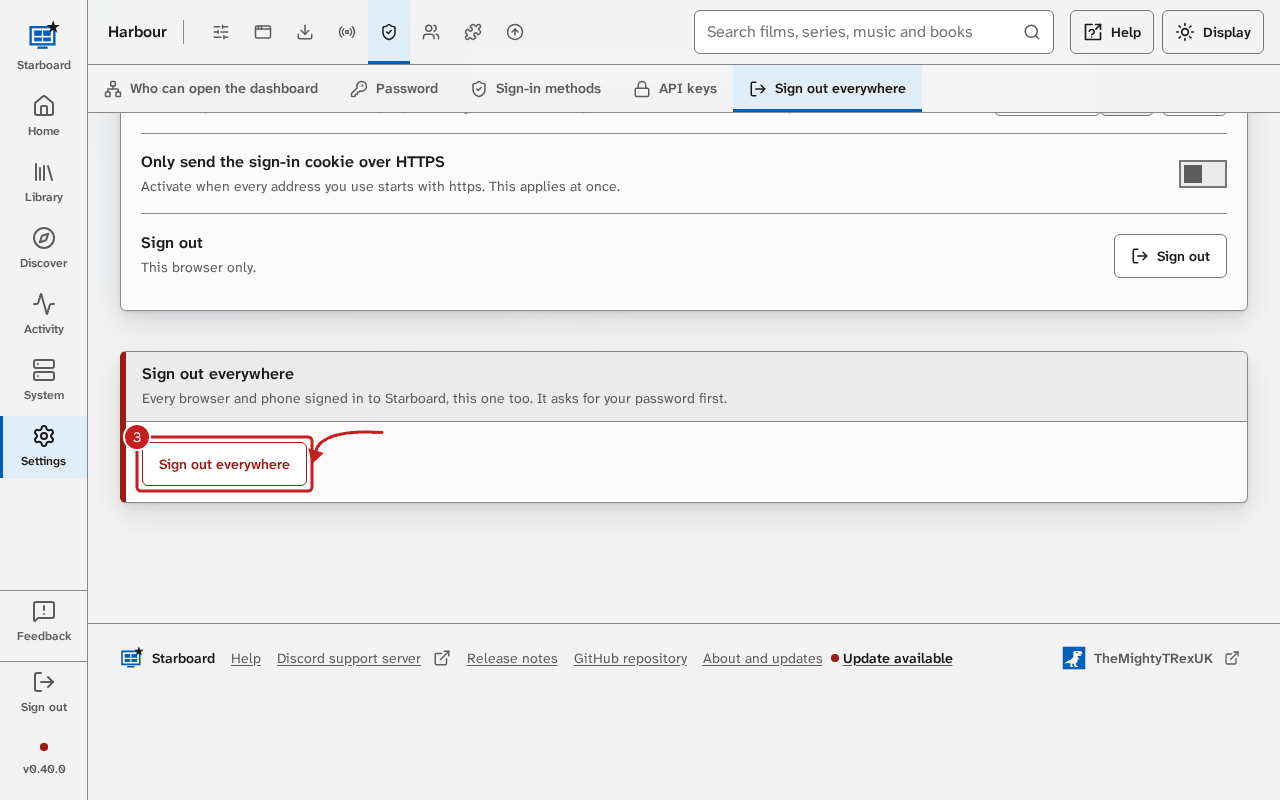 Starboard
Home
Library
Discover
Activity
System
Settings
Feedback
Sign out
v0.40.0
Harbour
Search films, series, music and books
Help
Display
Who can open the dashboard
Password
Sign-in methods
API keys
Sign out everywhere
Only send the sign-in cookie over HTTPS
Activate when every address you use starts with https. This applies at once.
Sign out
This browser only.
Sign out
Sign out everywhere
Every browser and phone signed in to Starboard, this one too. It asks for your password first.
3
Sign out everywhere
Starboard
Help
Discord support server
Release notes
GitHub repository
About and updates
Update available
TheMightyTRexUK